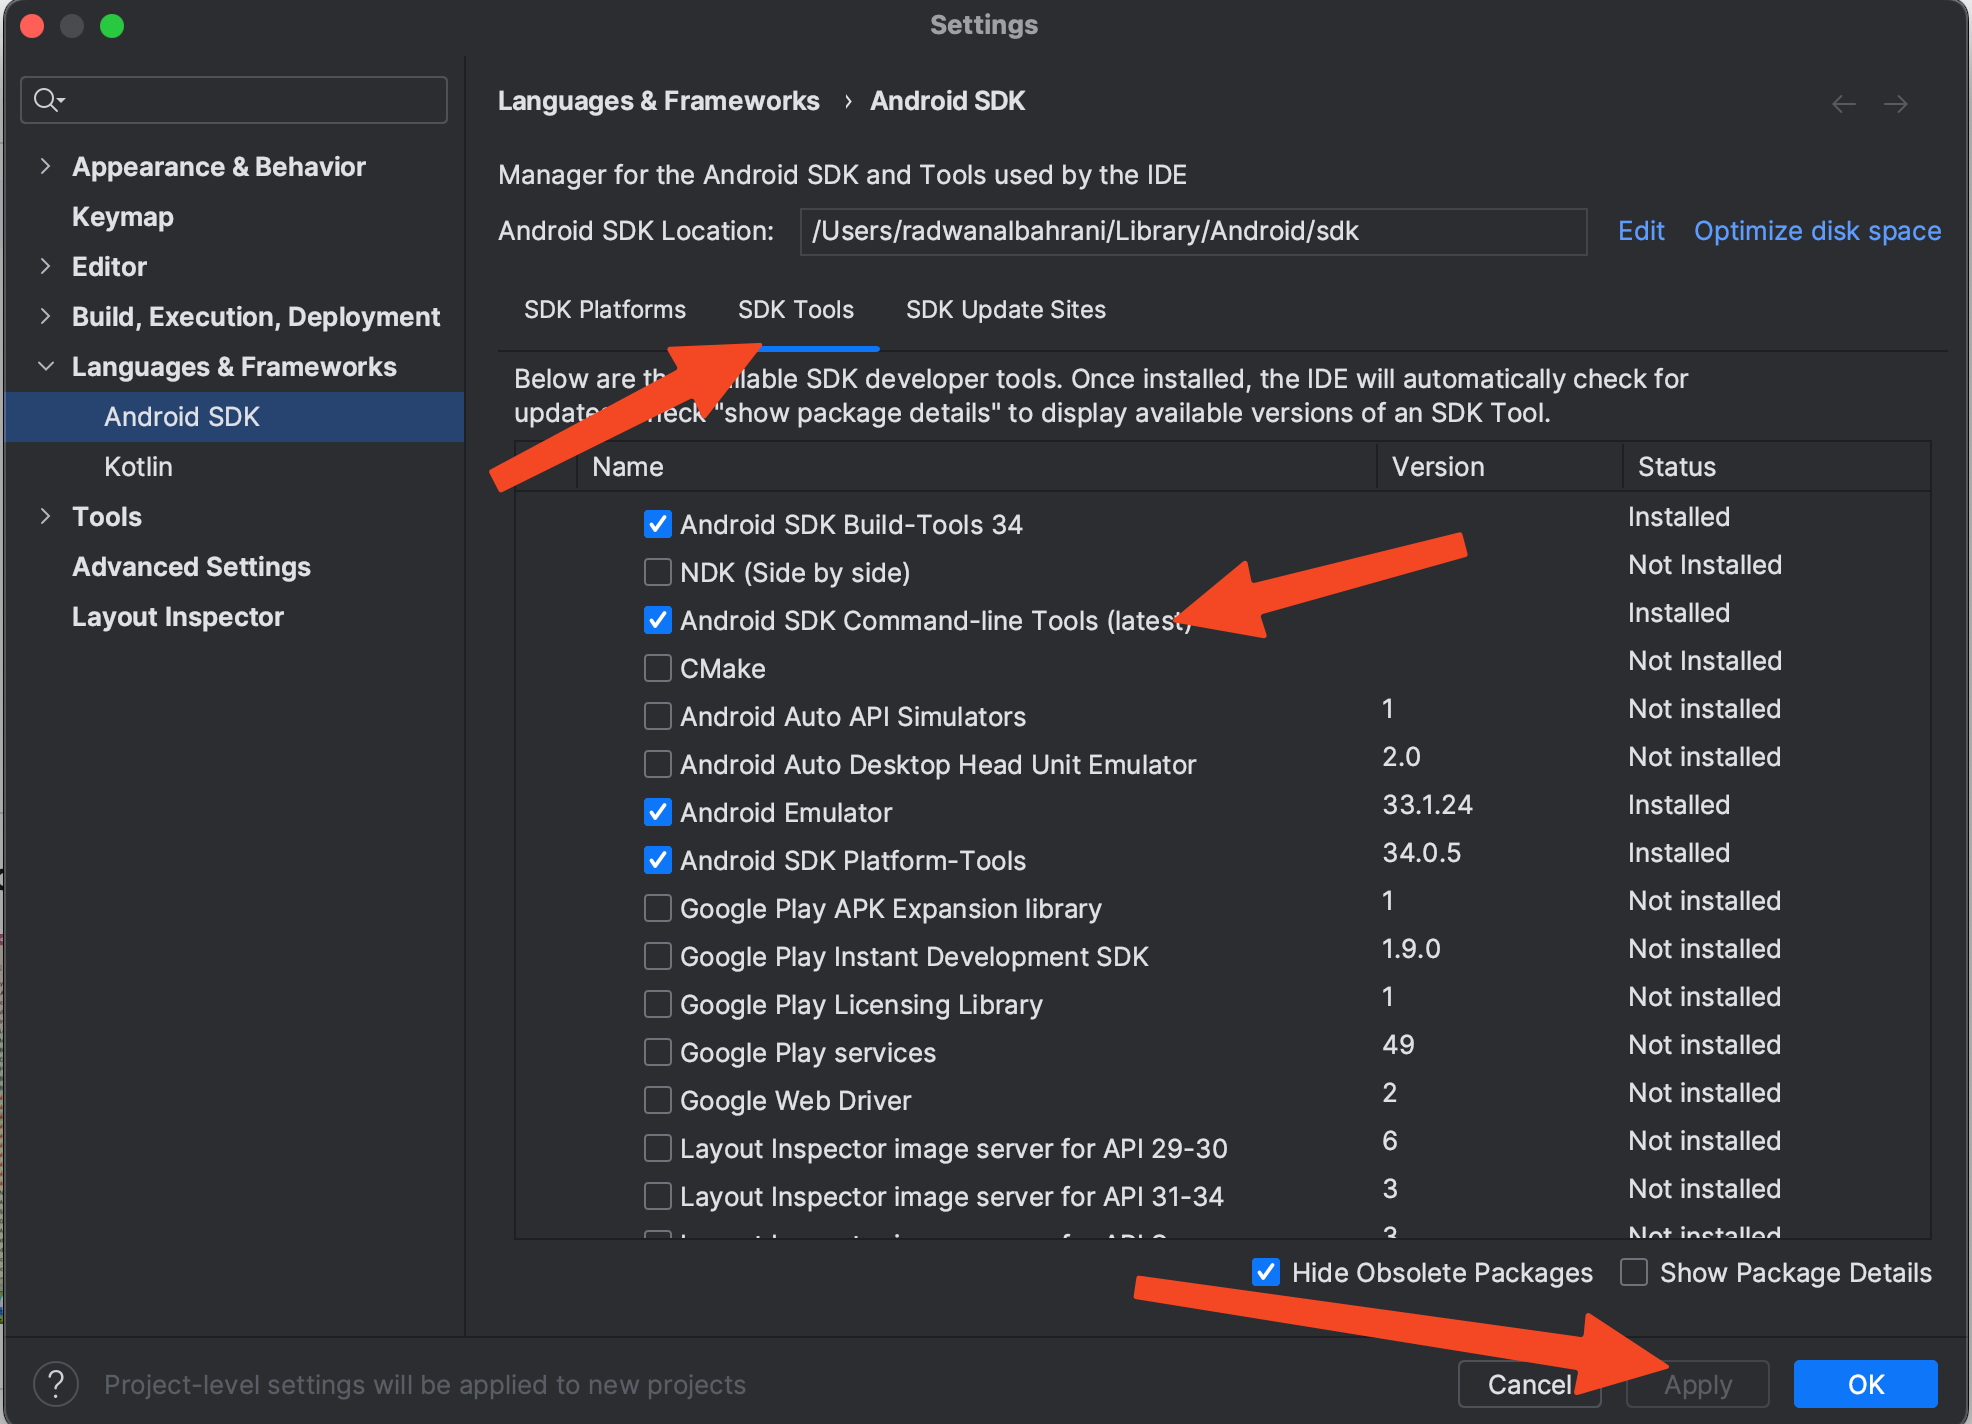 Settings
Languages & Frameworks › Android SDK
Appearance & Behavior
Keymap
Editor
Build, Execution, Deployment
Languages & Frameworks
Android SDK
Kotlin
Tools
Advanced Settings
Layout Inspector
Manager for the Android SDK and Tools used by the IDE
Android SDK Location: /Users/radwanalbahrani/Library/Android/sdk Edit Optimize disk space
SDK Platforms SDK Tools SDK Update Sites
Below are the available SDK developer tools. Once installed, the IDE will automatically check for
updates. Check "show package details" to display available versions of an SDK Tool.
Name Version Status
Android SDK Build-Tools 34 Installed
NDK (Side by side) Not Installed
Android SDK Command-line Tools (latest) Installed
CMake Not Installed
Android Auto API Simulators 1 Not installed
Android Auto Desktop Head Unit Emulator 2.0 Not installed
Android Emulator 33.1.24 Installed
Android SDK Platform-Tools 34.0.5 Installed
Google Play APK Expansion library 1 Not installed
Google Play Instant Development SDK 1.9.0 Not installed
Google Play Licensing Library 1 Not installed
Google Play services 49 Not installed
Google Web Driver 2 Not installed
Layout Inspector image server for API 29-30 6 Not installed
Layout Inspector image server for API 31-34 3 Not installed
Layout Inspector image server for API 3 Not installed
Hide Obsolete Packages Show Package Details
? Project-level settings will be applied to new projects Cancel Apply OK